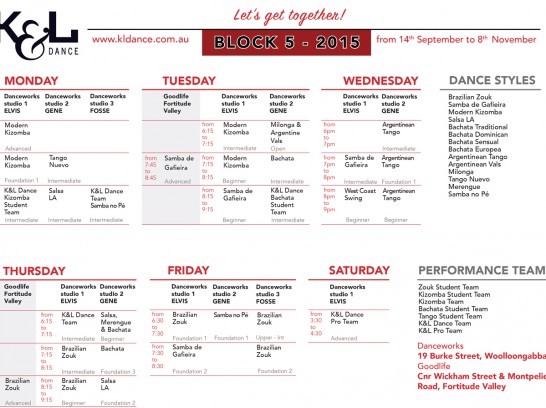 K&L DANCE
Let's get together!
www.kldance.com.au
BLOCK 5 - 2015
from 14th September to 8th November
MONDAY
Danceworks studio 1 ELVIS
Danceworks studio 2 GENE
Danceworks studio 3 FOSSE
Modern Kizomba
Advanced
Modern Kizomba
Foundation 1
Tango Nuevo
Intermediate
K&L Dance Kizomba Student Team
Intermediate
Salsa LA
Intermediate
K&L Dance Samba Team
Intermediate
TUESDAY
Goodlife Fortitude Valley
Danceworks studio 1 ELVIS
Danceworks studio 2 GENE
from 6:15 to 7:15
Modern Kizomba
Intermediate
Milonga & Argentine Vals
Open
from 7:45 to 8:45
Samba de Gafieira
Advanced
from 7:15 to 8:15
Modern Kizomba
Beginner
Bachata
Intermediate
from 8:15 to 9:15
Samba de Gafieira
Beginner
K&L Dance Bachata Student Team
Intermediate
WEDNESDAY
Danceworks studio 1 ELVIS
Danceworks studio 2 GENE
from 6pm to 7pm
Argentinean Tango
Intermediate
from 7pm to 8pm
Samba de Gafieira
Intermediate
Argentinean Tango
Foundation 1
from 8pm to 9pm
West Coast Swing
Beginner
Argentinean Tango
Beginner
DANCE STYLES
Brazilian Zouk
Samba de Gafieira
Modern Kizomba
Salsa LA
Bachata Traditional
Bachata Dominican
Bachata Sensual
Bachata Europea
Argentinean Tango
Argentinean Vals
Milonga
Tango Nuevo
Merengue
Samba no Pé
THURSDAY
Goodlife Fortitude Valley
Danceworks studio 1 ELVIS
Danceworks studio 2 GENE
from 6:15 to 7:15
K&L Dance Team
Intermediate
Salsa, Merengue & Bachata
Beginner
from 7:15 to 8:15
Brazilian Zouk
Intermediate
Bachata
Foundation 3
Brazilian Zouk
Advanced
from 8:15 to 9:15
Brazilian Zouk
Beginner
Salsa LA
Foundation 2
FRIDAY
Danceworks studio 1 ELVIS
Danceworks studio 2 GENE
Danceworks studio 3 FOSSE
from 6:30 to 7:30
Brazilian Zouk
Foundation 1
Samba no Pé
Foundation 1
Brazilian Zouk
Upper - Int
from 7:30 to 8:30
Samba de Gafieira
Foundation 1
Brazilian Zouk
Foundation 2
SATURDAY
Danceworks studio 1 ELVIS
from 3:30 to 4:30
K&L Dance Pro Team
Advanced
PERFORMANCE TEAM
Zouk Student Team
Kizomba Student Team
Kizomba Team
Bachata Student Team
Tango Student Team
K&L Dance Team
K&L Pro Team
Danceworks
19 Burke Street, Woolloongabba
Goodlife
Cnr Wickham Street & Montpelie
Road, Fortitude Valley